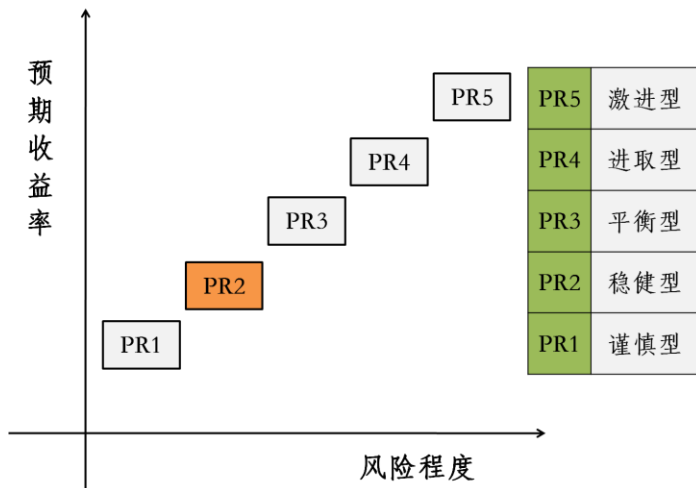 预期收益率
PR5
PR4
PR3
PR2
PR1
风险程度
PR5 激进型
PR4 进取型
PR3 平衡型
PR2 稳健型
PR1 谨慎型